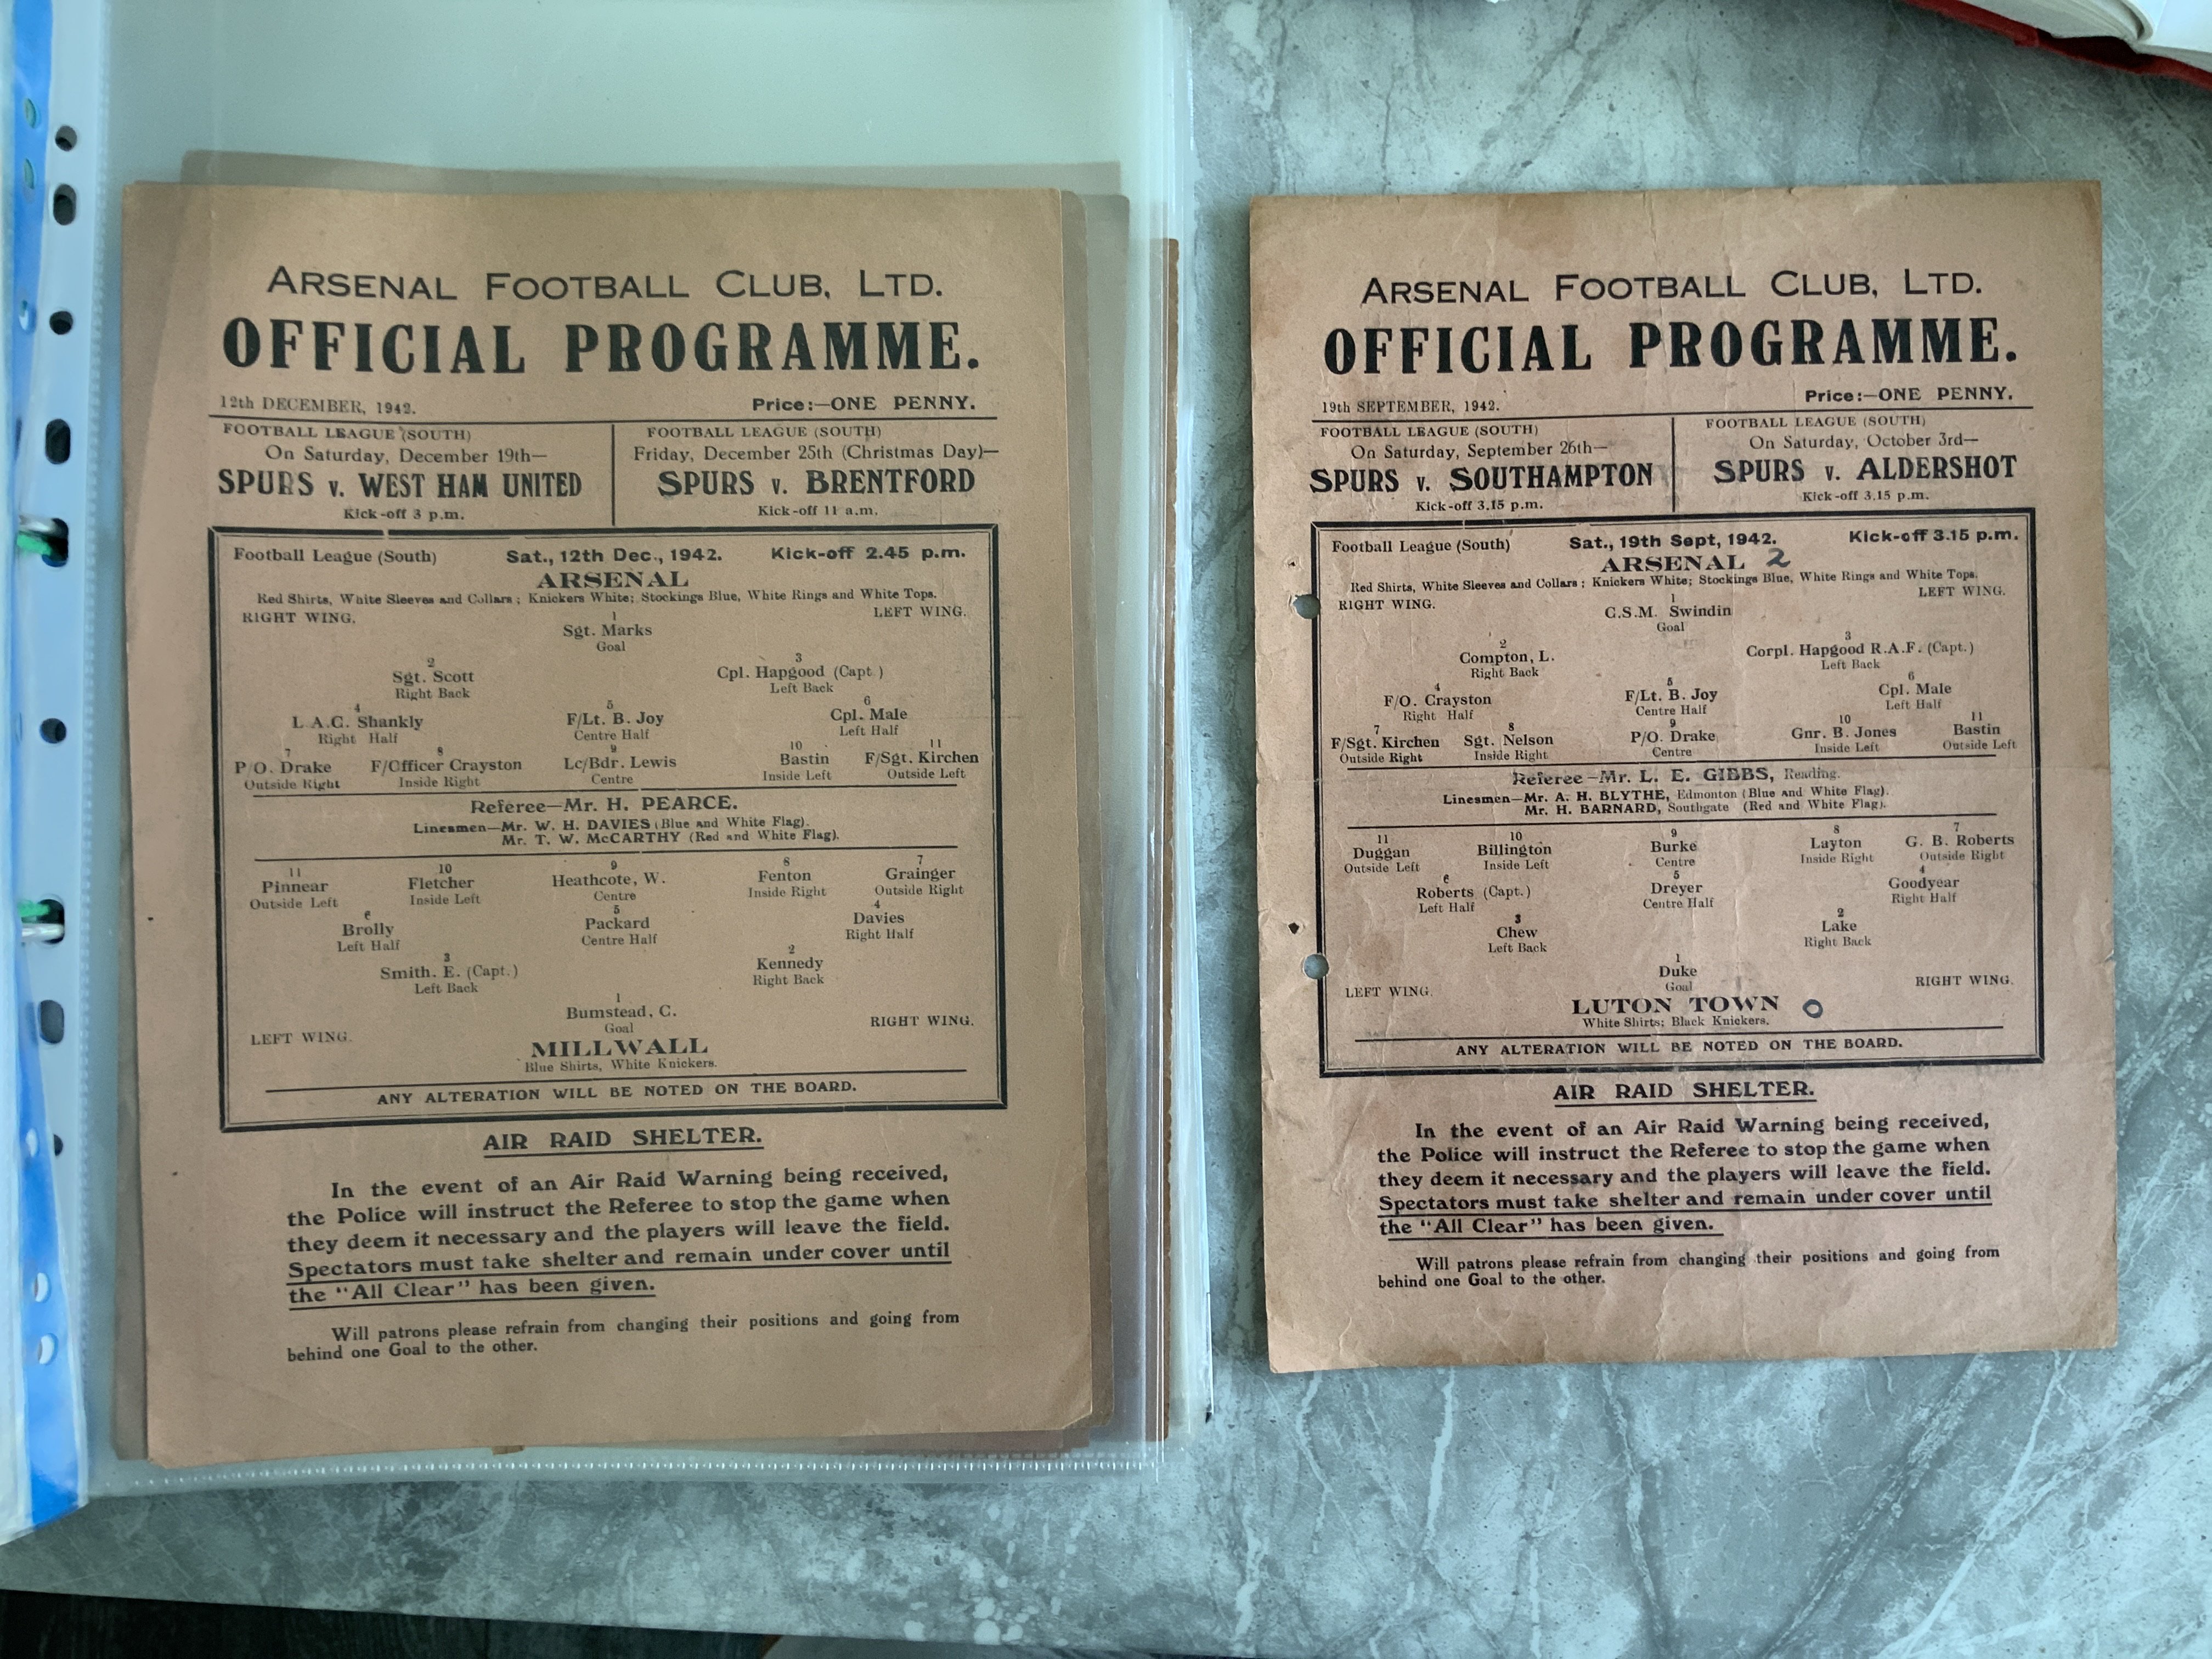 ARSENAL FOOTBALL CLUB, LTD.
OFFICIAL PROGRAMME.
12th DECEMBER, 1942. Price:—ONE PENNY.
FOOTBALL LEAGUE (SOUTH)
On Saturday, December 19th—
SPURS v. WEST HAM UNITED
Kick-off 3 p.m.
FOOTBALL LEAGUE (SOUTH)
Friday, December 25th (Christmas Day)—
SPURS v. BRENTFORD
Kick-off 11 a.m.
Football League (South) Sat., 12th Dec., 1942. Kick-off 2.45 p.m.
ARSENAL
Red Shirts, White Sleeves and Collars; Knickers White; Stockings Blue, White Rings and White Tops.
RIGHT WING. 1 LEFT WING.
Sgt. Marks
Goal
2 3
Sgt. Scott Cpl. Hapgood (Capt.)
Right Back Left Back
4 5 6
L A.C. Shankly F/Lt. B. Joy Cpl. Male
Right Half Centre Half Left Half
7 8 9 10 11
P/O. Drake F/Officer Crayston Lc/Bdr. Lewis Bastin F/Sgt. Kirchen
Outside Right Inside Right Centre Inside Left Outside Left
Referee—Mr. H. PEARCE.
Linesmen—Mr. W. H. DAVIES (Blue and White Flag).
Mr. T. W. McCARTHY (Red and White Flag).
11 10 9 8 7
Pinnear Fletcher Heathcote, W. Fenton Grainger
Outside Left Inside Left Centre Inside Right Outside Right
6 5 4
Brolly Packard Davies
Left Half Centre Half Right Half
3 2
Smith. E. (Capt.) Kennedy
Left Back Right Back
1
Bumstead, C.
Goal
LEFT WING. RIGHT WING.
MILLWALL
Blue Shirts, White Knickers.
ANY ALTERATION WILL BE NOTED ON THE BOARD.
AIR RAID SHELTER.
In the event of an Air Raid Warning being received,
the Police will instruct the Referee to stop the game when
they deem it necessary and the players will leave the field.
Spectators must take shelter and remain under cover until
the "All Clear" has been given.
Will patrons please refrain from changing their positions and going from
behind one Goal to the other.
ARSENAL FOOTBALL CLUB, LTD.
OFFICIAL PROGRAMME.
19th SEPTEMBER, 1942. Price:—ONE PENNY.
FOOTBALL LEAGUE (SOUTH)
On Saturday, September 26th—
SPURS v. SOUTHAMPTON
Kick-off 3.15 p.m.
FOOTBALL LEAGUE (SOUTH)
On Saturday, October 3rd—
SPURS v. ALDERSHOT
Kick-off 3.15 p.m.
Football League (South) Sat., 19th Sept, 1942. Kick-off 3.15 p.m.
ARSENAL 2
Red Shirts, White Sleeves and Collars; Knickers White; Stockings Blue, White Rings and White Tops.
RIGHT WING. 1 LEFT WING.
C.S.M. Swindin
Goal
2 3
Compton, L. Corpl. Hapgood R.A.F. (Capt.)
Right Back Left Back
4 5 6
F/O. Crayston F/Lt. B. Joy Cpl. Male
Right Half Centre Half Left Half
7 8 9 10 11
F/Sgt. Kirchen Sgt. Nelson P/O. Drake Gnr. B. Jones Bastin
Outside Right Inside Right Centre Inside Left Outside Left
Referee—Mr. L. E. GIBBS, Reading.
Linesmen—Mr. A. H. BLYTHE, Edmonton (Blue and White Flag).
Mr. H. BARNARD, Southgate (Red and White Flag).
11 10 9 8 7
Duggan Billington Burke Layton G. B. Roberts
Outside Left Inside Left Centre Inside Right Outside Right
6 5 4
Roberts (Capt.) Dreyer Goodyear
Left Half Centre Half Right Half
3 2
Chew Lake
Left Back Right Back
1
Duke
Goal
LEFT WING. RIGHT WING.
LUTON TOWN 0
White Shirts; Black Knickers.
ANY ALTERATION WILL BE NOTED ON THE BOARD.
AIR RAID SHELTER.
In the event of an Air Raid Warning being received,
the Police will instruct the Referee to stop the game when
they deem it necessary and the players will leave the field.
Spectators must take shelter and remain under cover until
the "All Clear" has been given.
Will patrons please refrain from changing their positions and going from
behind one Goal to the other.